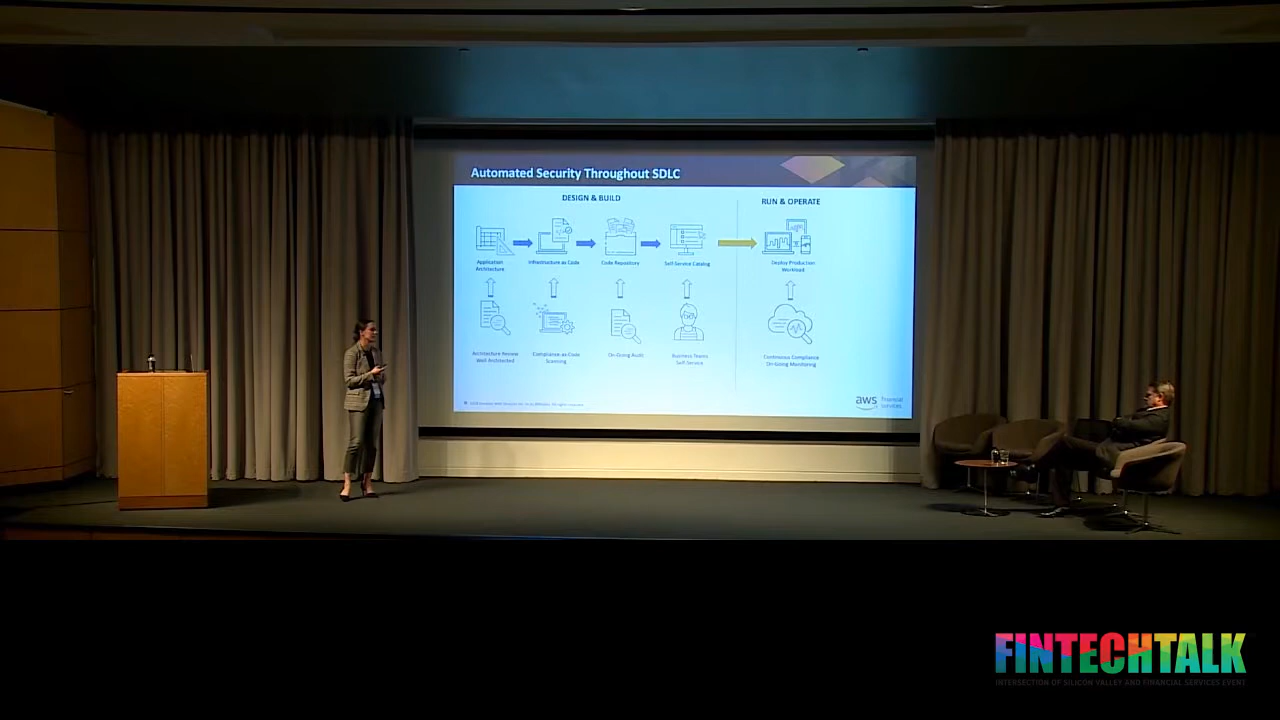 Automated Security Throughout SDLC
DESIGN & BUILD
RUN & OPERATE
Application
Architecture
Infrastructure as Code
Code Repository
Self-Service Catalog
Deploy Production
Workload
Architecture Review
Well Architected
Compliance-as-Code
Scanning
On-Going Audit
Business Teams
Self-Service
Continuous Compliance
On-Going Monitoring
aws
financial
services
FINTECHTALK
INTERSECTION OF SILICON VALLEY AND FINANCIAL SERVICES EVENT